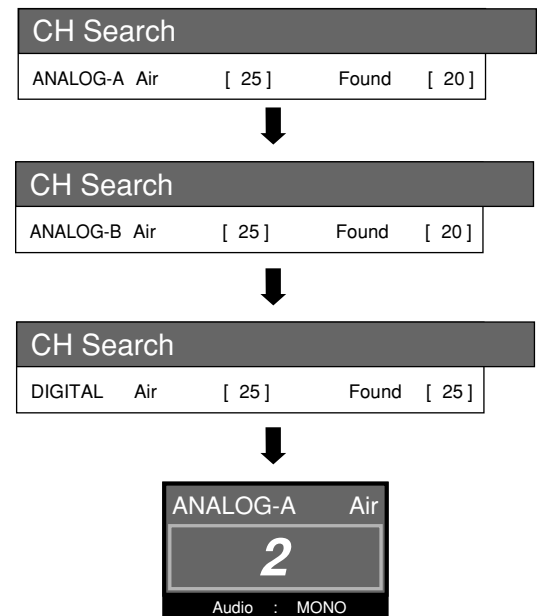 CH Search
ANALOG-A Air [ 25 ] Found [ 20 ]
CH Search
ANALOG-B Air [ 25 ] Found [ 20 ]
CH Search
DIGITAL Air [ 25 ] Found [ 25 ]
ANALOG-A Air
2
Audio : MONO